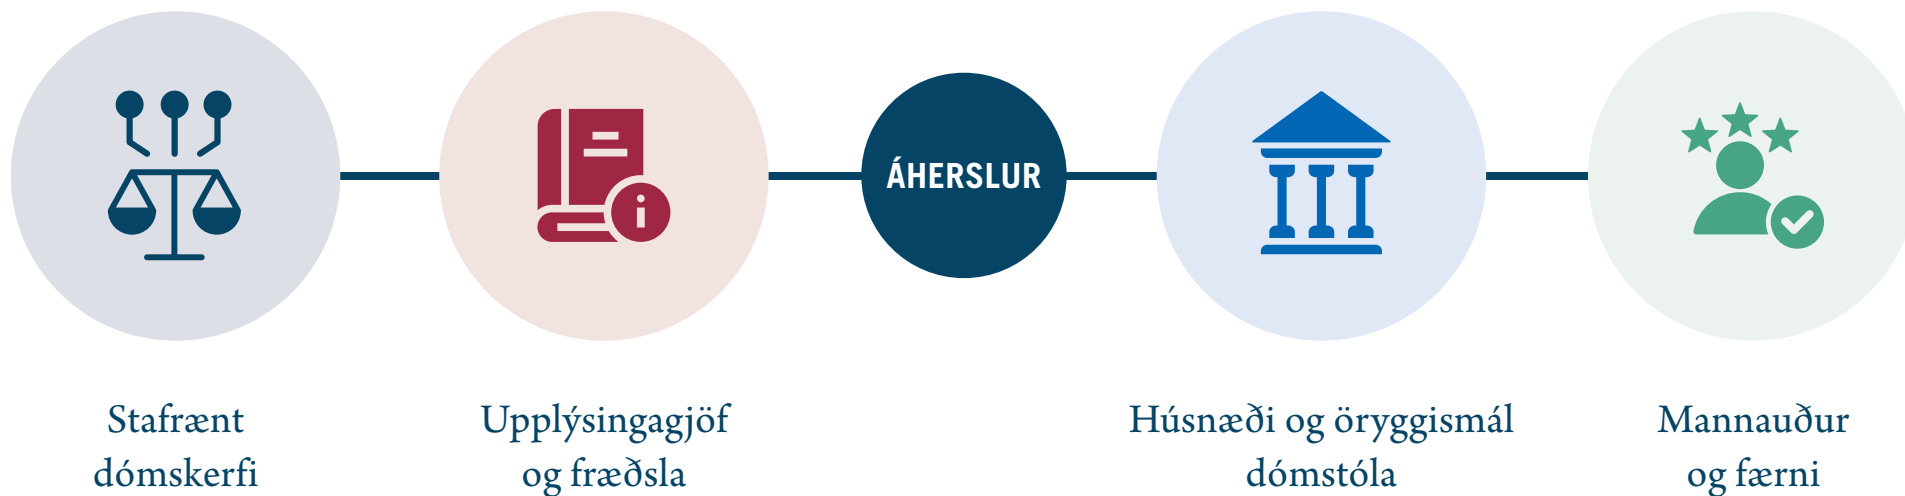 ÁHERSLUR
Stafrænt
dómskerfi
Upplýsingagjöf
og fræðsla
Húsnæði og öryggismál
dómstóla
Mannauður
og færni